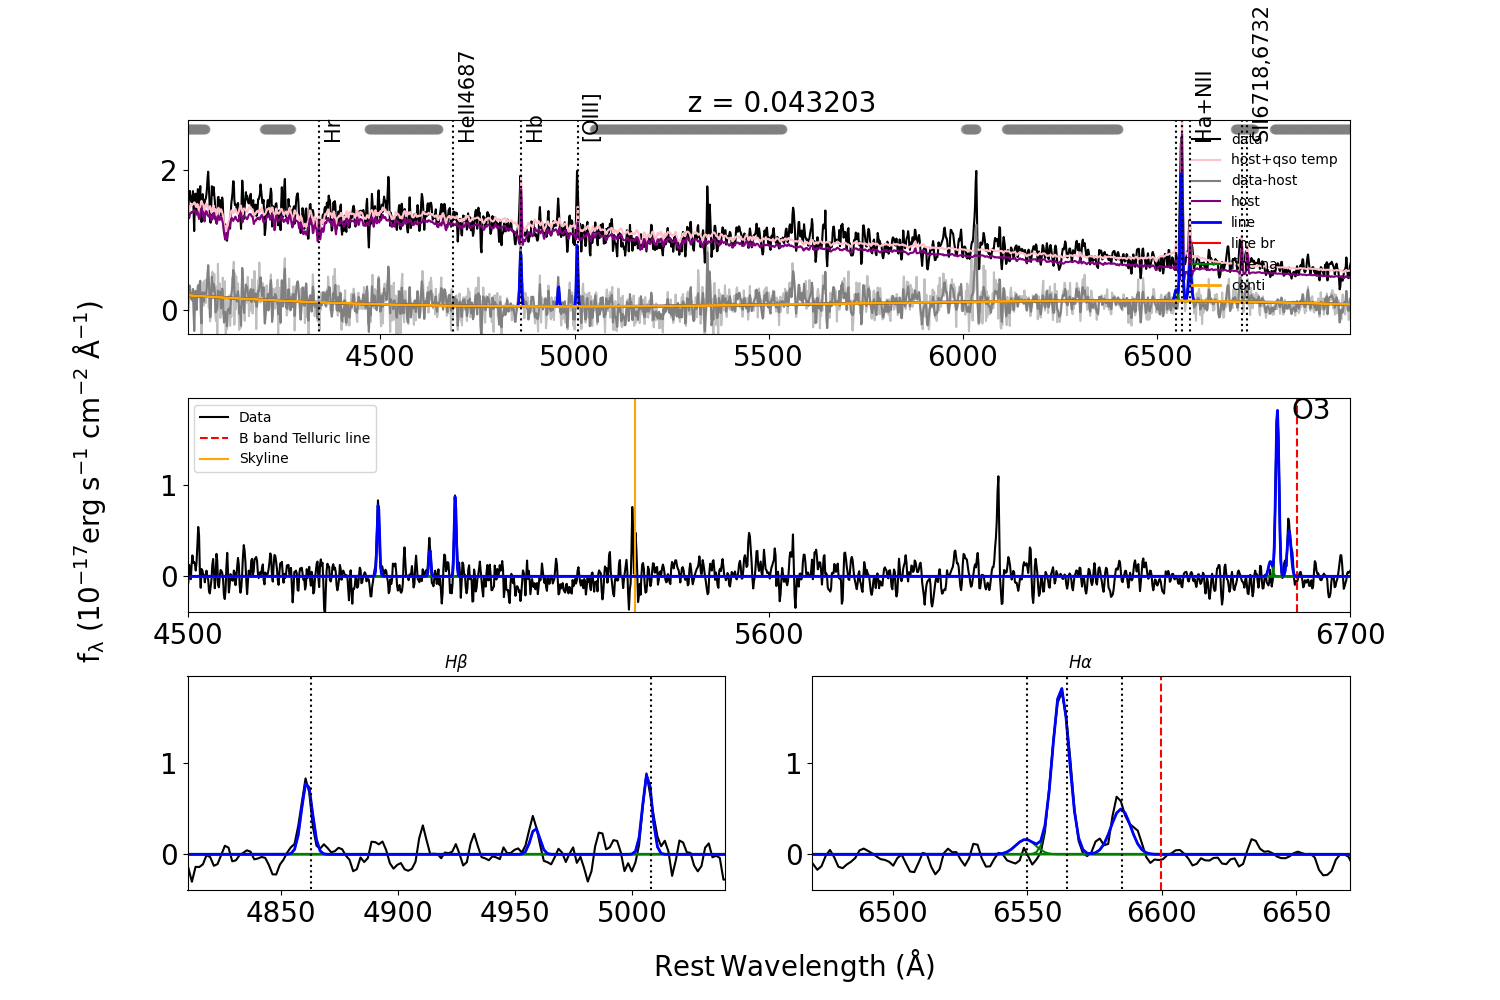 z = 0.043203
Hr
HeII4687
Hb
[OIII]
Ha+NII
SII6718,6732
data
host+qso temp
data-host
host
line
line br
conti
2
1
0
4500
5000
5500
6000
6500
Data
B band Telluric line
Skyline
O3
1
0
4500
5600
6700
fλ (10⁻¹⁷erg s⁻¹ cm⁻² Å⁻¹)
Hβ
1
0
4850
4900
4950
5000
Hα
1
0
6500
6550
6600
6650
Rest Wavelength (Å)